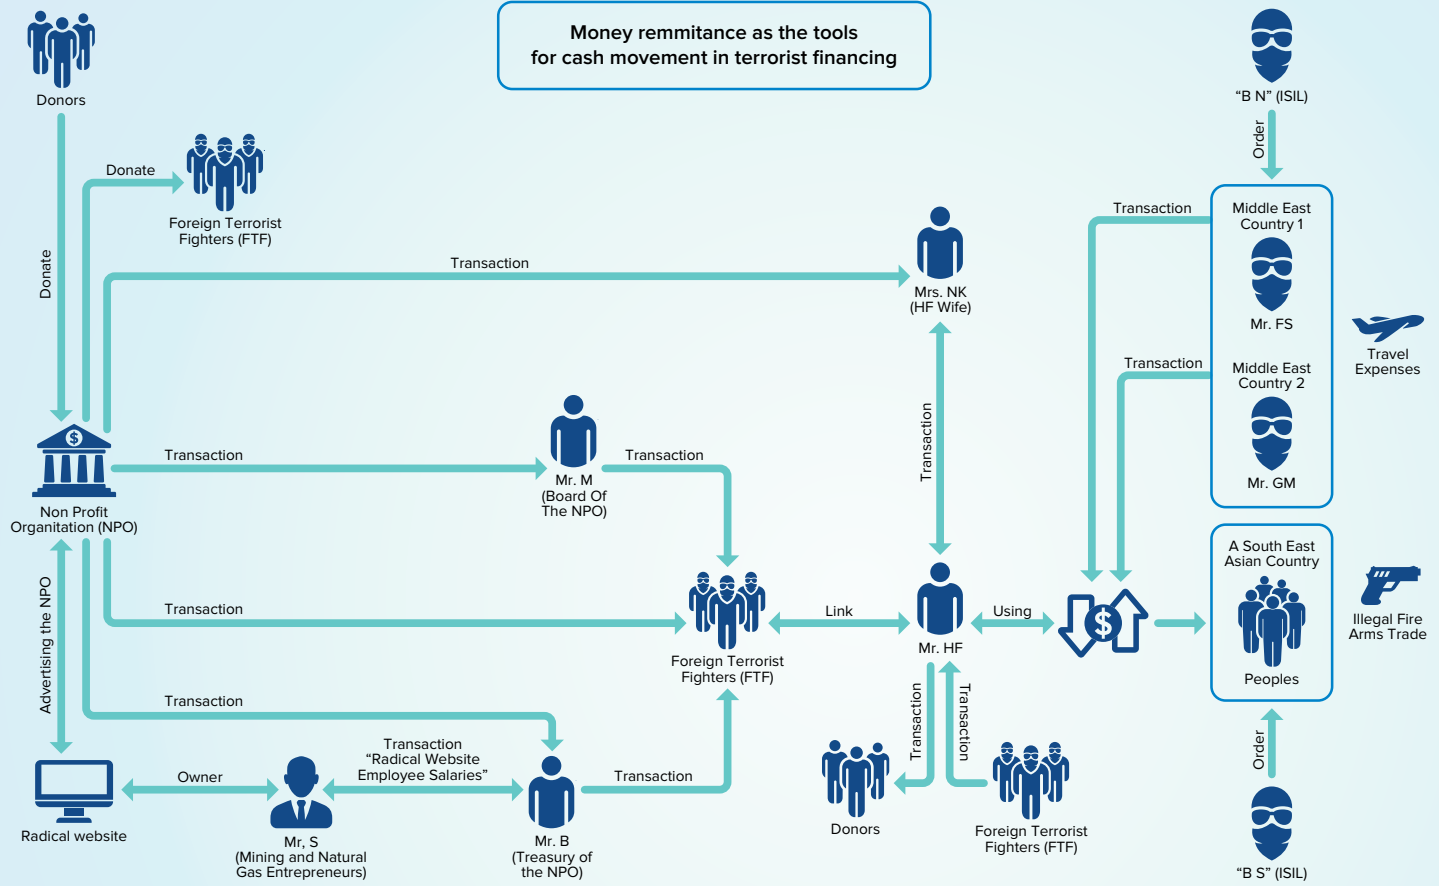 Money remmitance as the tools
for cash movement in terrorist financing
Donors
"B N" (ISIL)
Order
Donate
Foreign Terrorist
Fighters (FTF)
Donate
Transaction
Mrs. NK
(HF Wife)
Transaction
Middle East
Country 1
Mr. FS
Transaction
Middle East
Country 2
Mr. GM
Travel
Expenses
$
Non Profit
Organitation (NPO)
Transaction
Mr. M
(Board Of
The NPO)
Transaction
Transaction
A South East
Asian Country
Peoples
Illegal Fire
Arms Trade
Transaction
Foreign Terrorist
Fighters (FTF)
Link
Mr. HF
Using
$
Advertising the NPO
Transaction
Radical website
Owner
Mr, S
(Mining and Natural
Gas Entrepreneurs)
Transaction
"Radical Website
Employee Salaries"
Mr. B
(Treasury of
the NPO)
Transaction
Transaction
Transaction
Donors
Foreign Terrorist
Fighters (FTF)
Order
"B S" (ISIL)